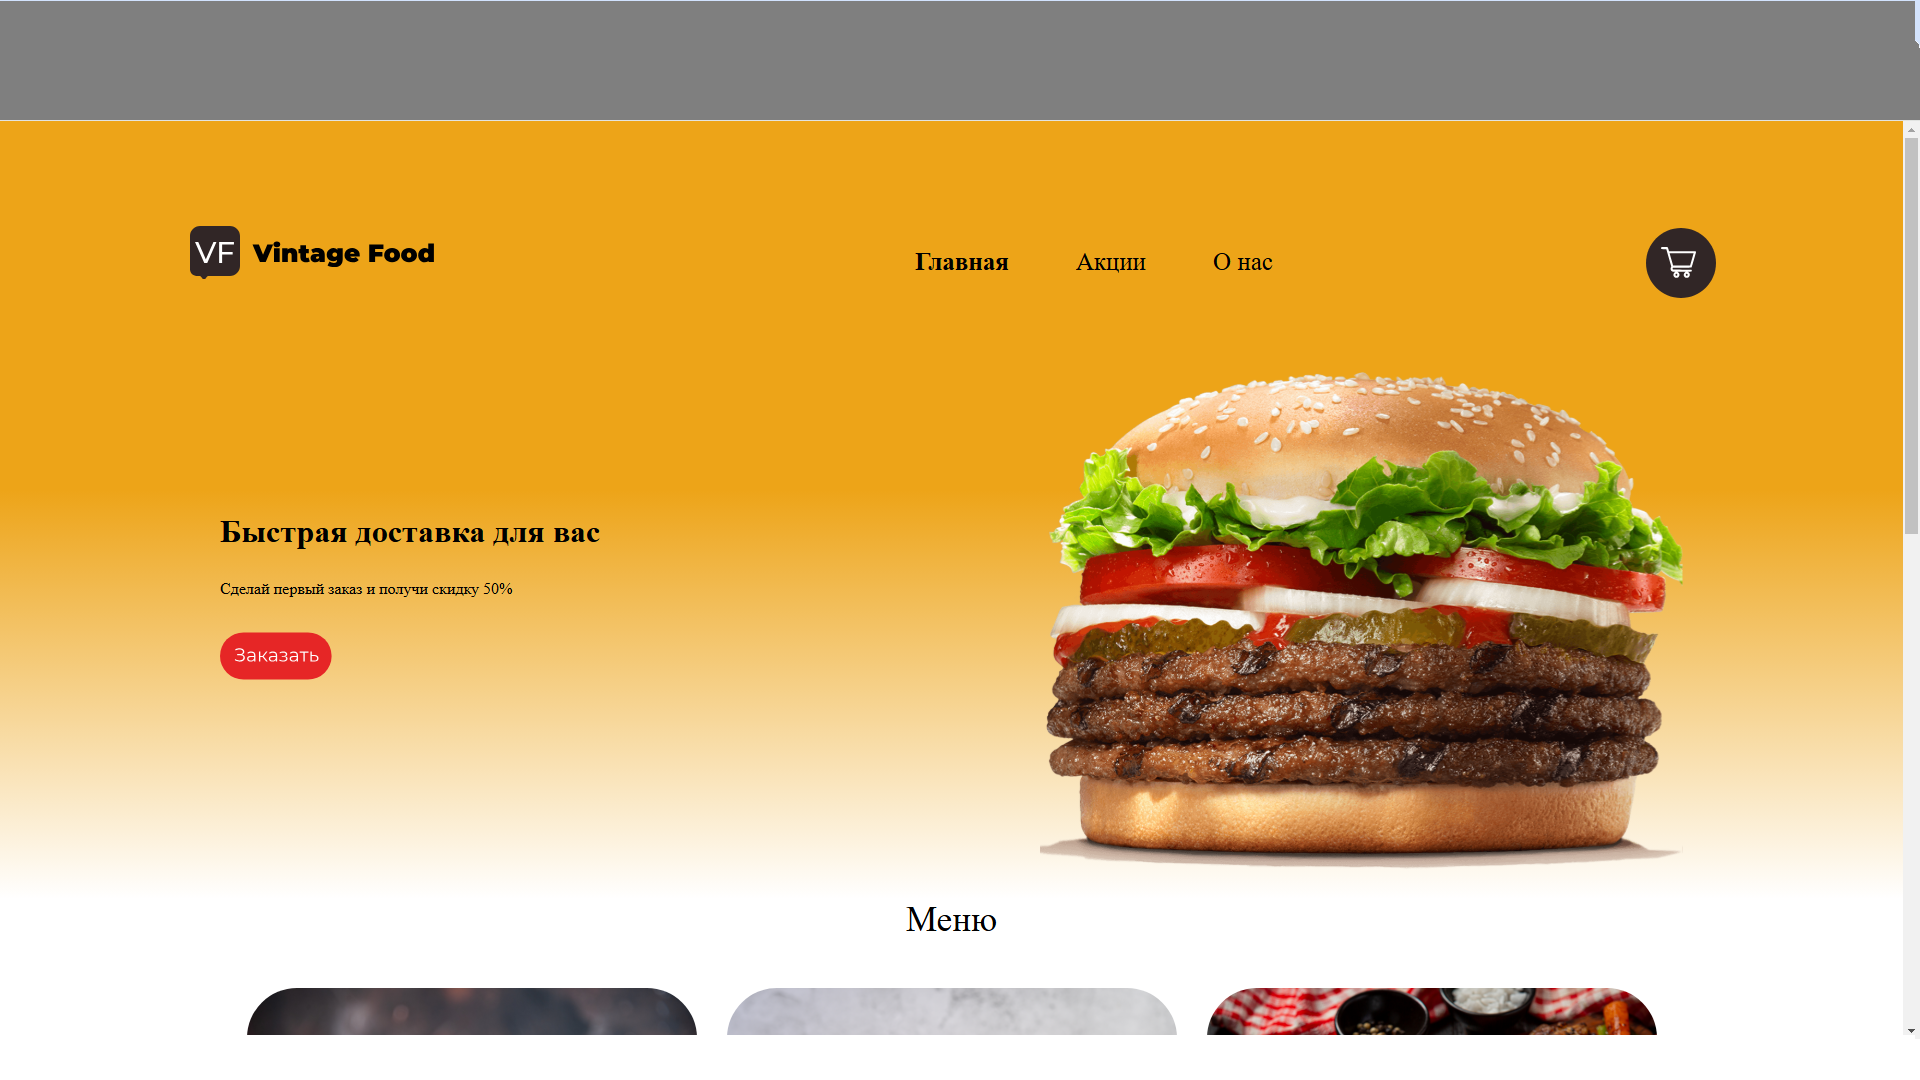 VF Vintage Food
Главная Акции О нас
Быстрая доставка для вас
Сделай первый заказ и получи скидку 50%
Заказать
Меню